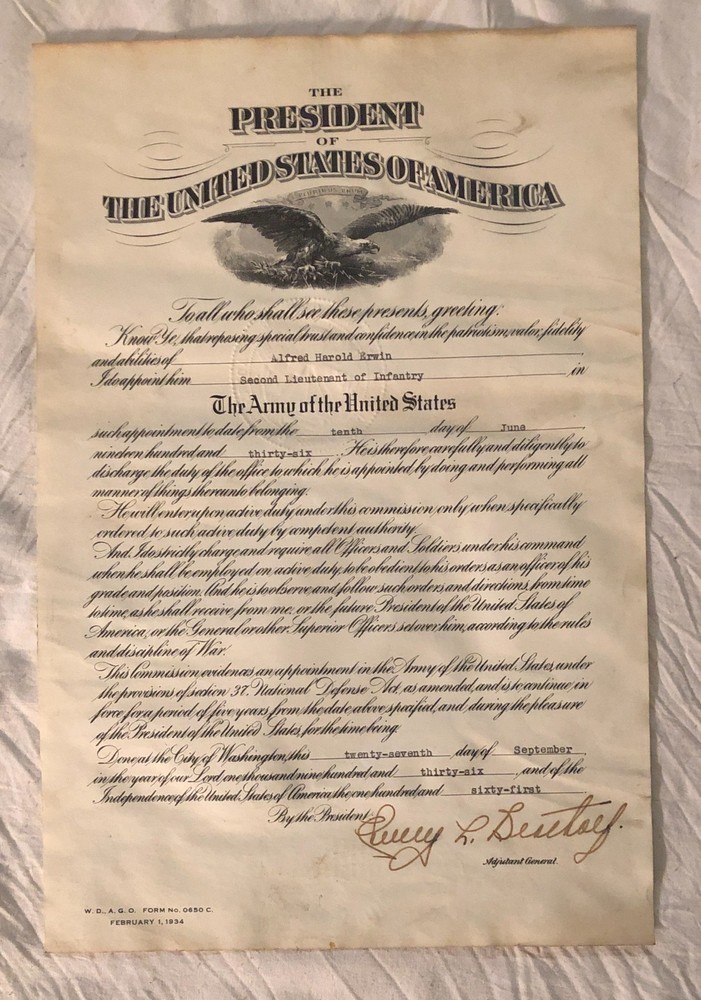 THE
PRESIDENT
OF
THE UNITED STATES OF AMERICA
To all who shall see these presents, greeting:
Know Ye, that reposing special trust and confidence in the patriotism, valor, fidelity
and abilities of Alfred Harold Erwin
I do appoint him Second Lieutenant of Infantry in
The Army of the United States
such appointment to date from the tenth day of June
nineteen hundred and thirty-six. He is therefore carefully and diligently to
discharge the duty of the office to which he is appointed by doing and performing all
manner of things thereunto belonging.
He will enter upon active duty under this commission only when specifically
ordered to such active duty by competent authority.
And I do strictly charge and require all Officers and Soldiers under his command
when he shall be employed on active duty to be obedient to his orders as an officer of his
grade and position. And he is to observe and follow such orders and directions, from time
to time, as he shall receive from me, or the future President of the United States of
America, or the General or other Superior Officers set over him, according to the rules
and discipline of War.
This Commission evidences an appointment in the Army of the United States, under
the provisions of section 37, National Defense Act, as amended, and is to continue in
force for a period of five years from the date above specified, and during the pleasure
of the President of the United States, for the time being.
Done at the City of Washington, this twenty-seventh day of September
in the year of our Lord, one thousand nine hundred and thirty-six, and of the
Independence of the United States of America the one hundred and sixty-first
By the President:
L.
Adjutant General.
W. D., A. G. O. FORM No. 0650 C.
FEBRUARY 1, 1934